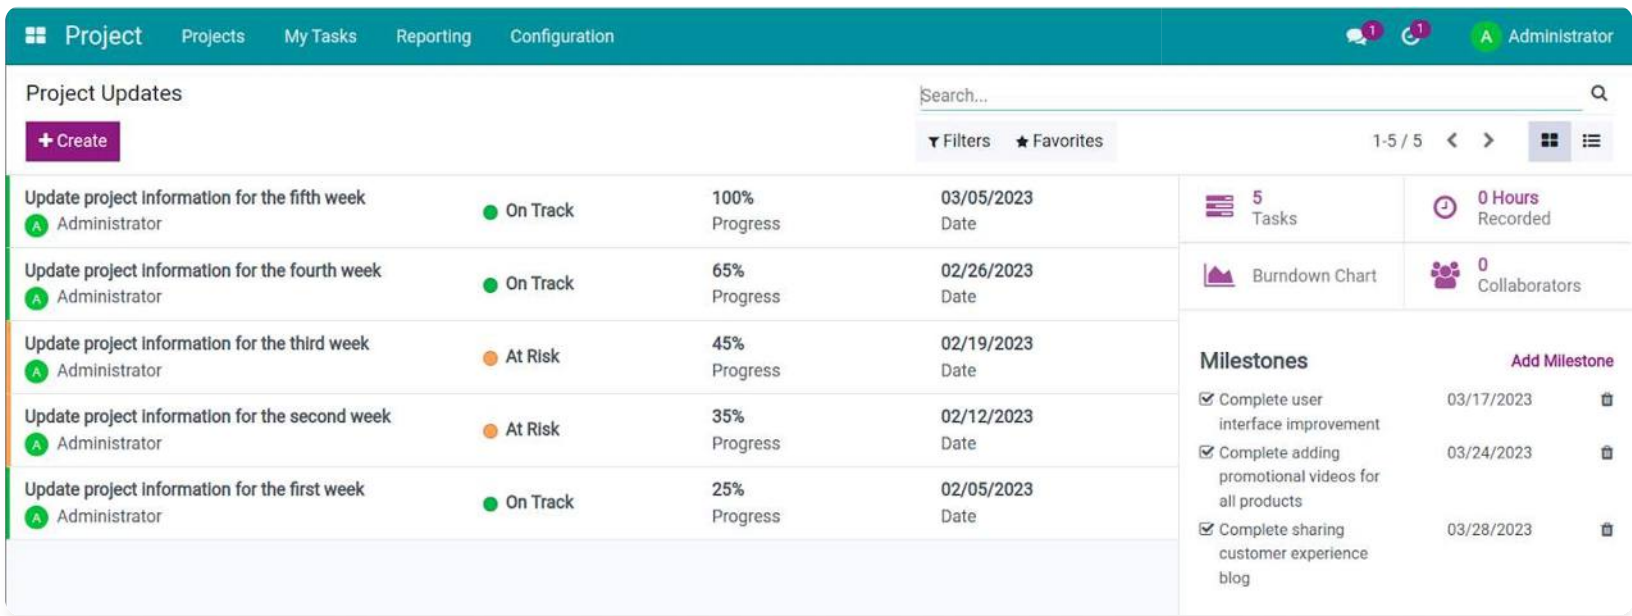 Project Projects My Tasks Reporting Configuration 1 1 A Administrator
Project Updates Search...
+ Create Filters Favorites 1-5 / 5
Update project information for the fifth week On Track 100% 03/05/2023
A Administrator Progress Date
Update project information for the fourth week On Track 65% 02/26/2023
A Administrator Progress Date
Update project information for the third week At Risk 45% 02/19/2023
A Administrator Progress Date
Update project information for the second week At Risk 35% 02/12/2023
A Administrator Progress Date
Update project information for the first week On Track 25% 02/05/2023
A Administrator Progress Date
5 0 Hours
Tasks Recorded
Burndown Chart 0
Collaborators
Milestones Add Milestone
Complete user 03/17/2023
interface improvement
Complete adding 03/24/2023
promotional videos for
all products
Complete sharing 03/28/2023
customer experience
blog